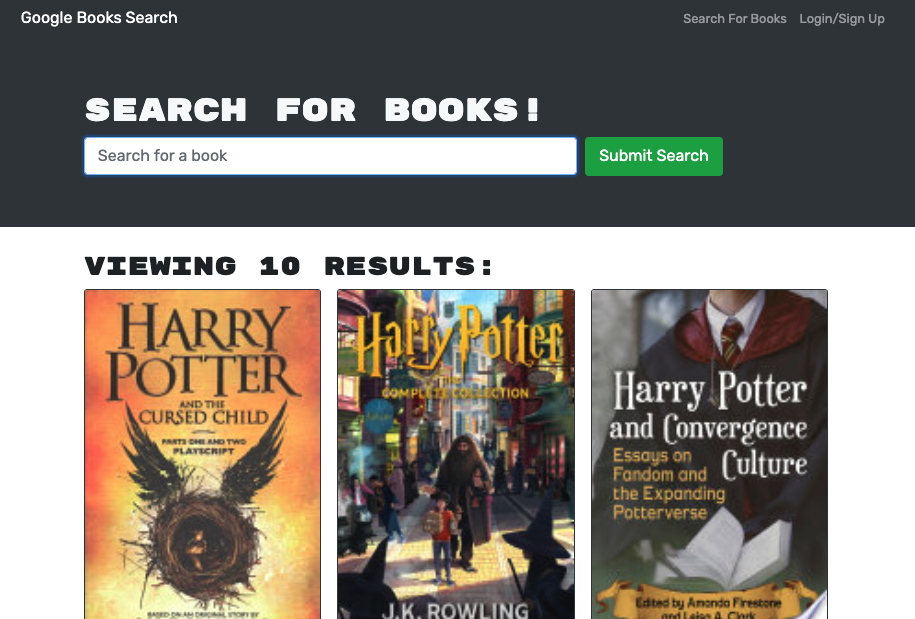 Google Books Search
Search For Books
Login/Sign Up
SEARCH FOR BOOKS!
Search for a book
Submit Search
VIEWING 10 RESULTS:
HARRY
POTTER
AND THE
CURSED CHILD
PARTS ONE AND TWO
PLAYSCRIPT
BASED ON AN ORIGINAL STORY BY
Harry Potter
THE
COMPLETE COLLECTION
J.K. ROWLING
Harry Potter
and Convergence
Culture
Essays on
Fandom and
the Expanding
Potterverse
Edited by Amanda Firestone
and Leisa A. Clark